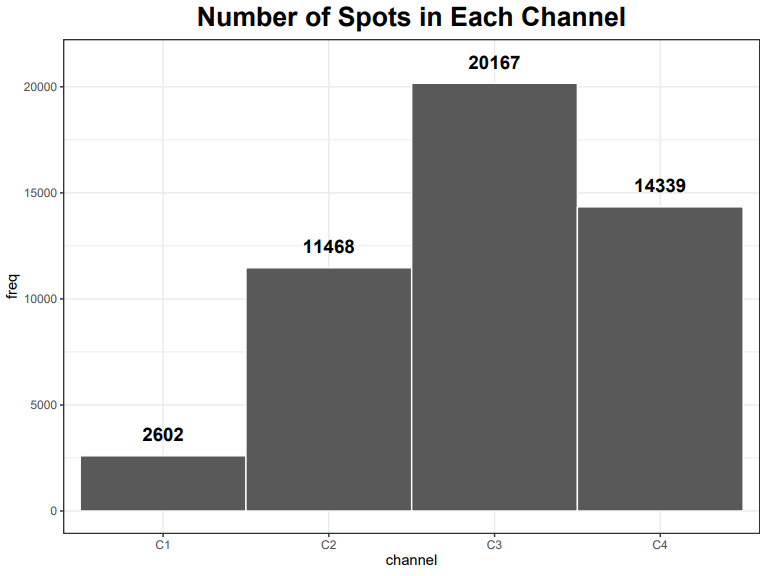 Number of Spots in Each Channel
20167
20000
15000
14339
11468
freq
10000
5000
2602
0
C1 C2 C3 C4
channel